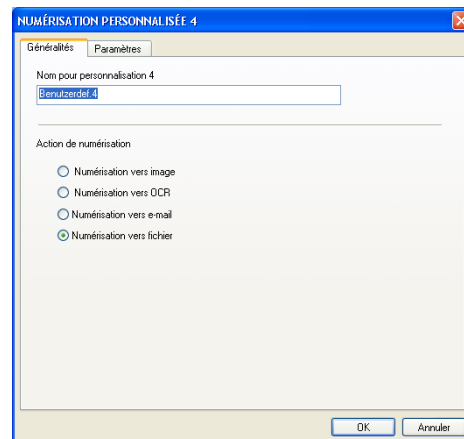 NUMÉRISATION PERSONNALISÉE 4
Généralités Paramètres
Nom pour personnalisation 4
Benutzerdef.4
Action de numérisation
Numérisation vers image
Numérisation vers OCR
Numérisation vers e-mail
Numérisation vers fichier
OK Annuler